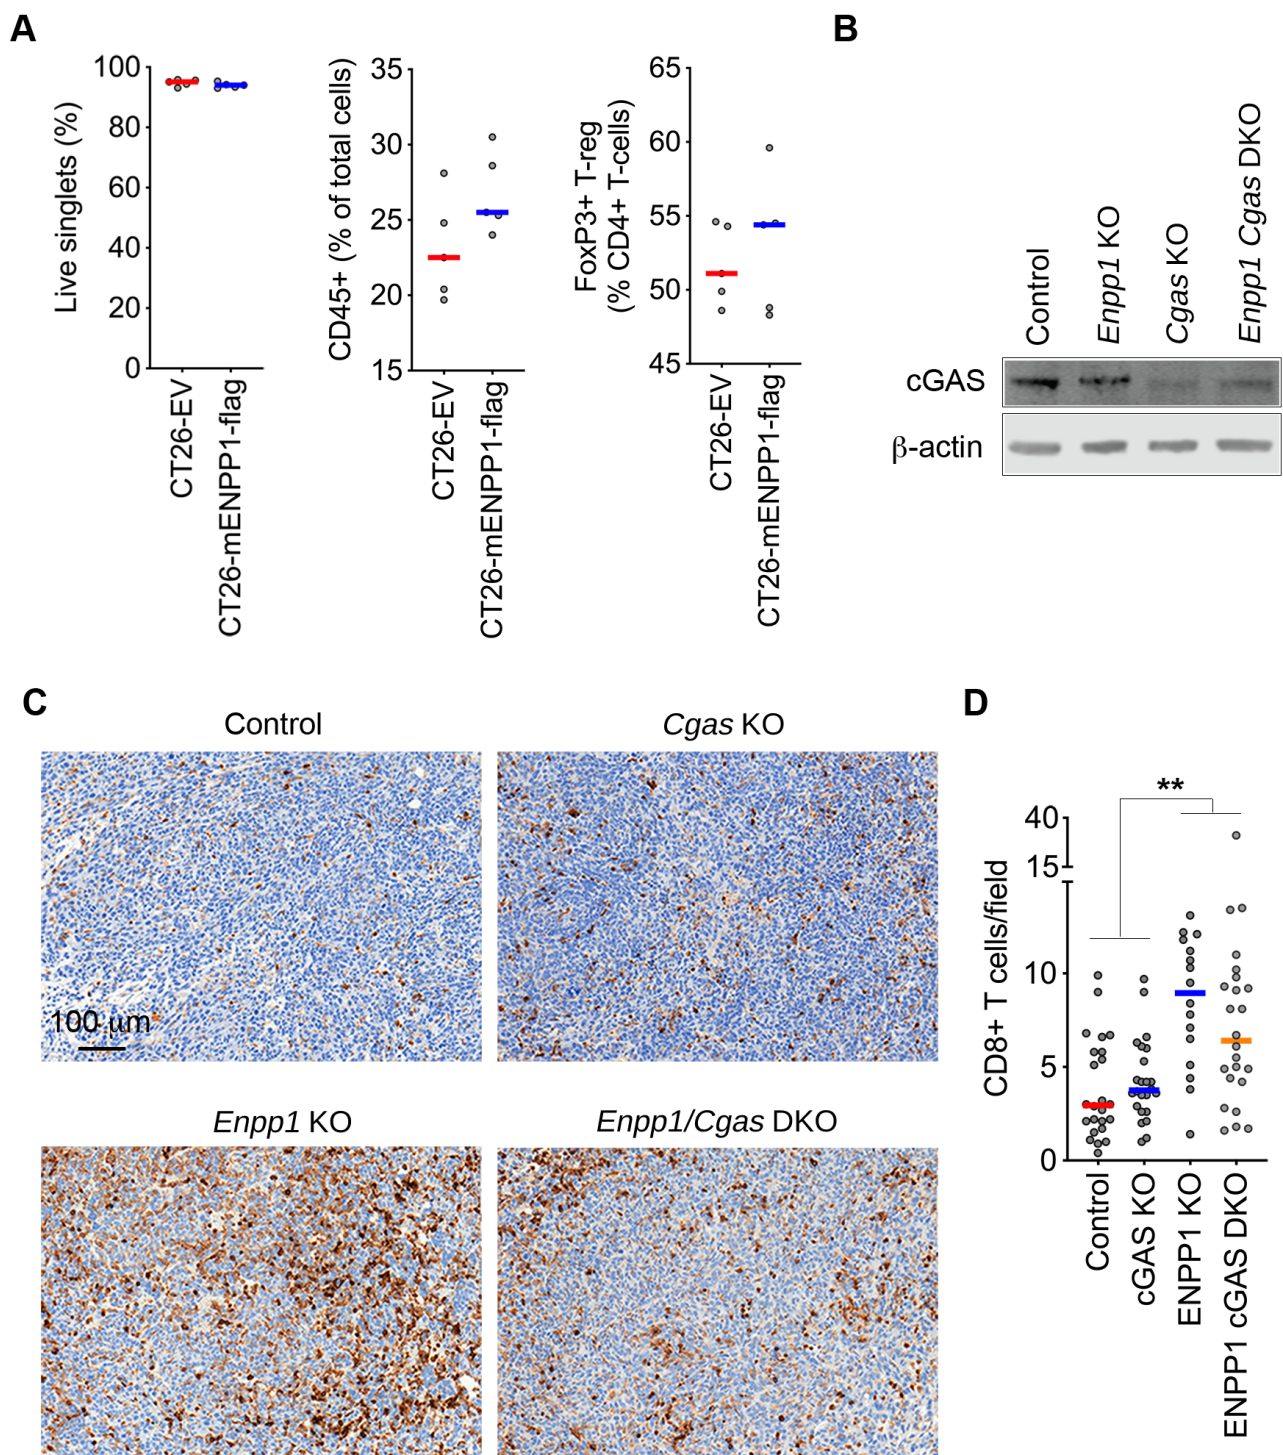 A
B
Live singlets (%)
100
80
60
40
20
0
CT26-EV
CT26-mENPP1-flag
CD45+ (% of total cells)
35
30
25
20
15
CT26-EV
CT26-mENPP1-flag
FoxP3+ T-reg
(% CD4+ T-cells)
65
60
55
50
45
CT26-EV
CT26-mENPP1-flag
Control
Enpp1 KO
Cgas KO
Enpp1 Cgas DKO
cGAS
β-actin
C
Control
Cgas KO
100 μm
Enpp1 KO
Enpp1/Cgas DKO
D
**
CD8+ T cells/field
40
15
10
5
0
Control
cGAS KO
ENPP1 KO
ENPP1 cGAS DKO